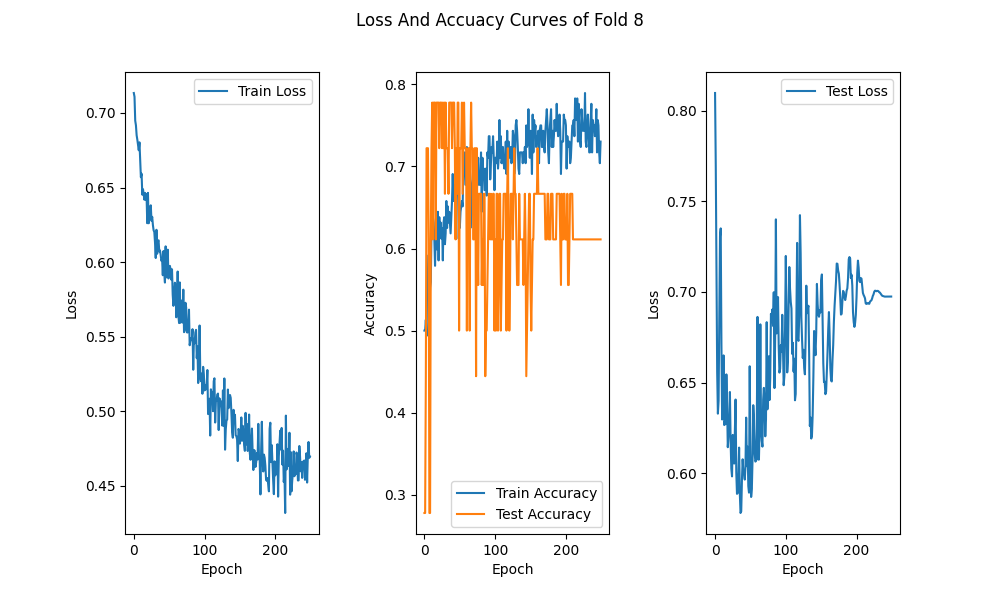 Loss And Accuacy Curves of Fold 8
Train Loss
Loss
0.70
0.65
0.60
0.55
0.50
0.45
0
100
200
Epoch
Accuracy
0.8
0.7
0.6
0.5
0.4
0.3
Train Accuracy
Test Accuracy
0
100
200
Epoch
Test Loss
Loss
0.80
0.75
0.70
0.65
0.60
0
100
200
Epoch